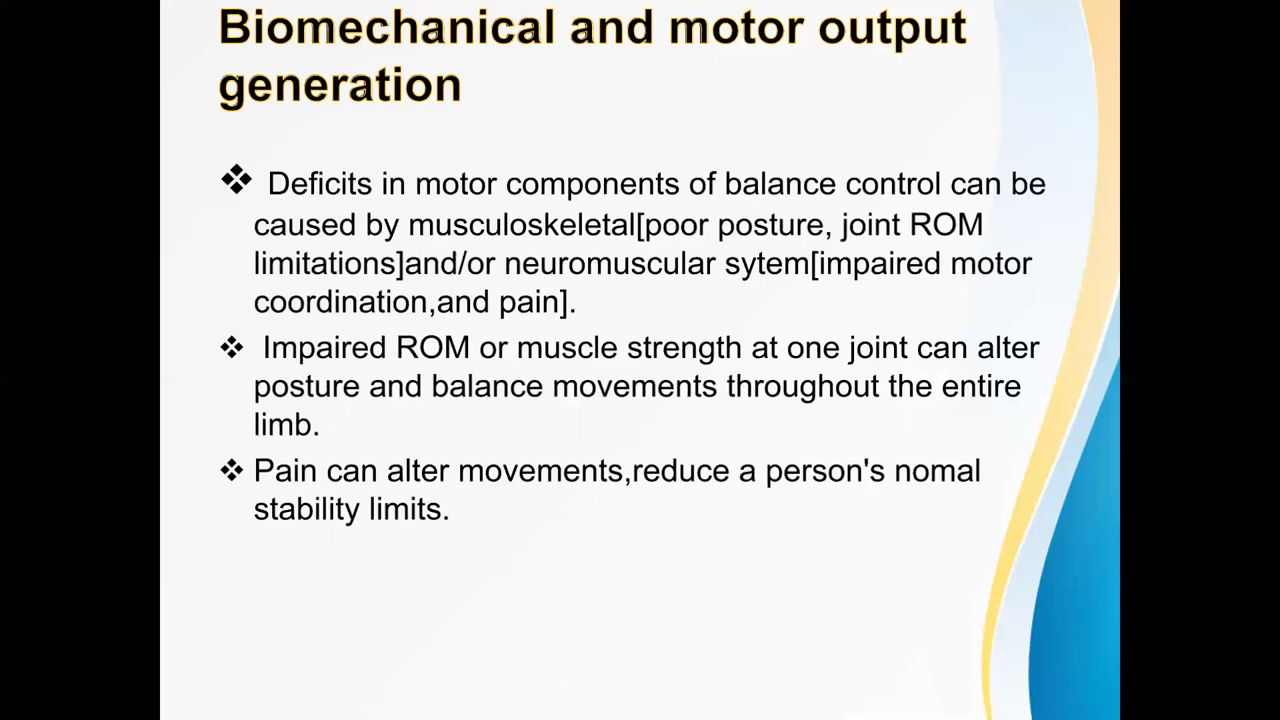 Biomechanical and motor output
generation
❖ Deficits in motor components of balance control can be
caused by musculoskeletal[poor posture, joint ROM
limitations]and/or neuromuscular sytem[impaired motor
coordination,and pain].
❖ Impaired ROM or muscle strength at one joint can alter
posture and balance movements throughout the entire
limb.
❖ Pain can alter movements,reduce a person's nomal
stability limits.